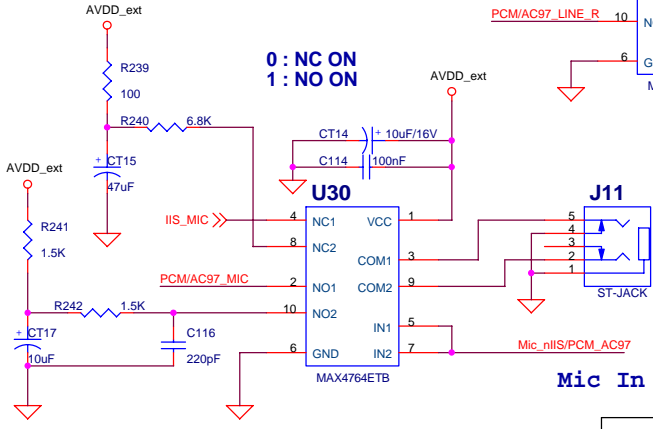 AVDD_ext
PCM/AC97_LINE_R
10
N
6
G
M
R239
100
0 : NC ON
1 : NO ON
AVDD_ext
R240
6.8K
CT14
+
10uF/16V
C114
100nF
+
CT15
47uF
AVDD_ext
U30
J11
IIS_MIC
4
NC1
VCC
1
8
NC2
COM1
3
5
4
3
2
1
ST-JACK
R241
1.5K
PCM/AC97_MIC
2
NO1
COM2
9
R242
1.5K
10
NO2
IN1
5
+
CT17
10uF
C116
220pF
6
GND
IN2
7
Mic_nIIS/PCM_AC97
MAX4764ETB
Mic In